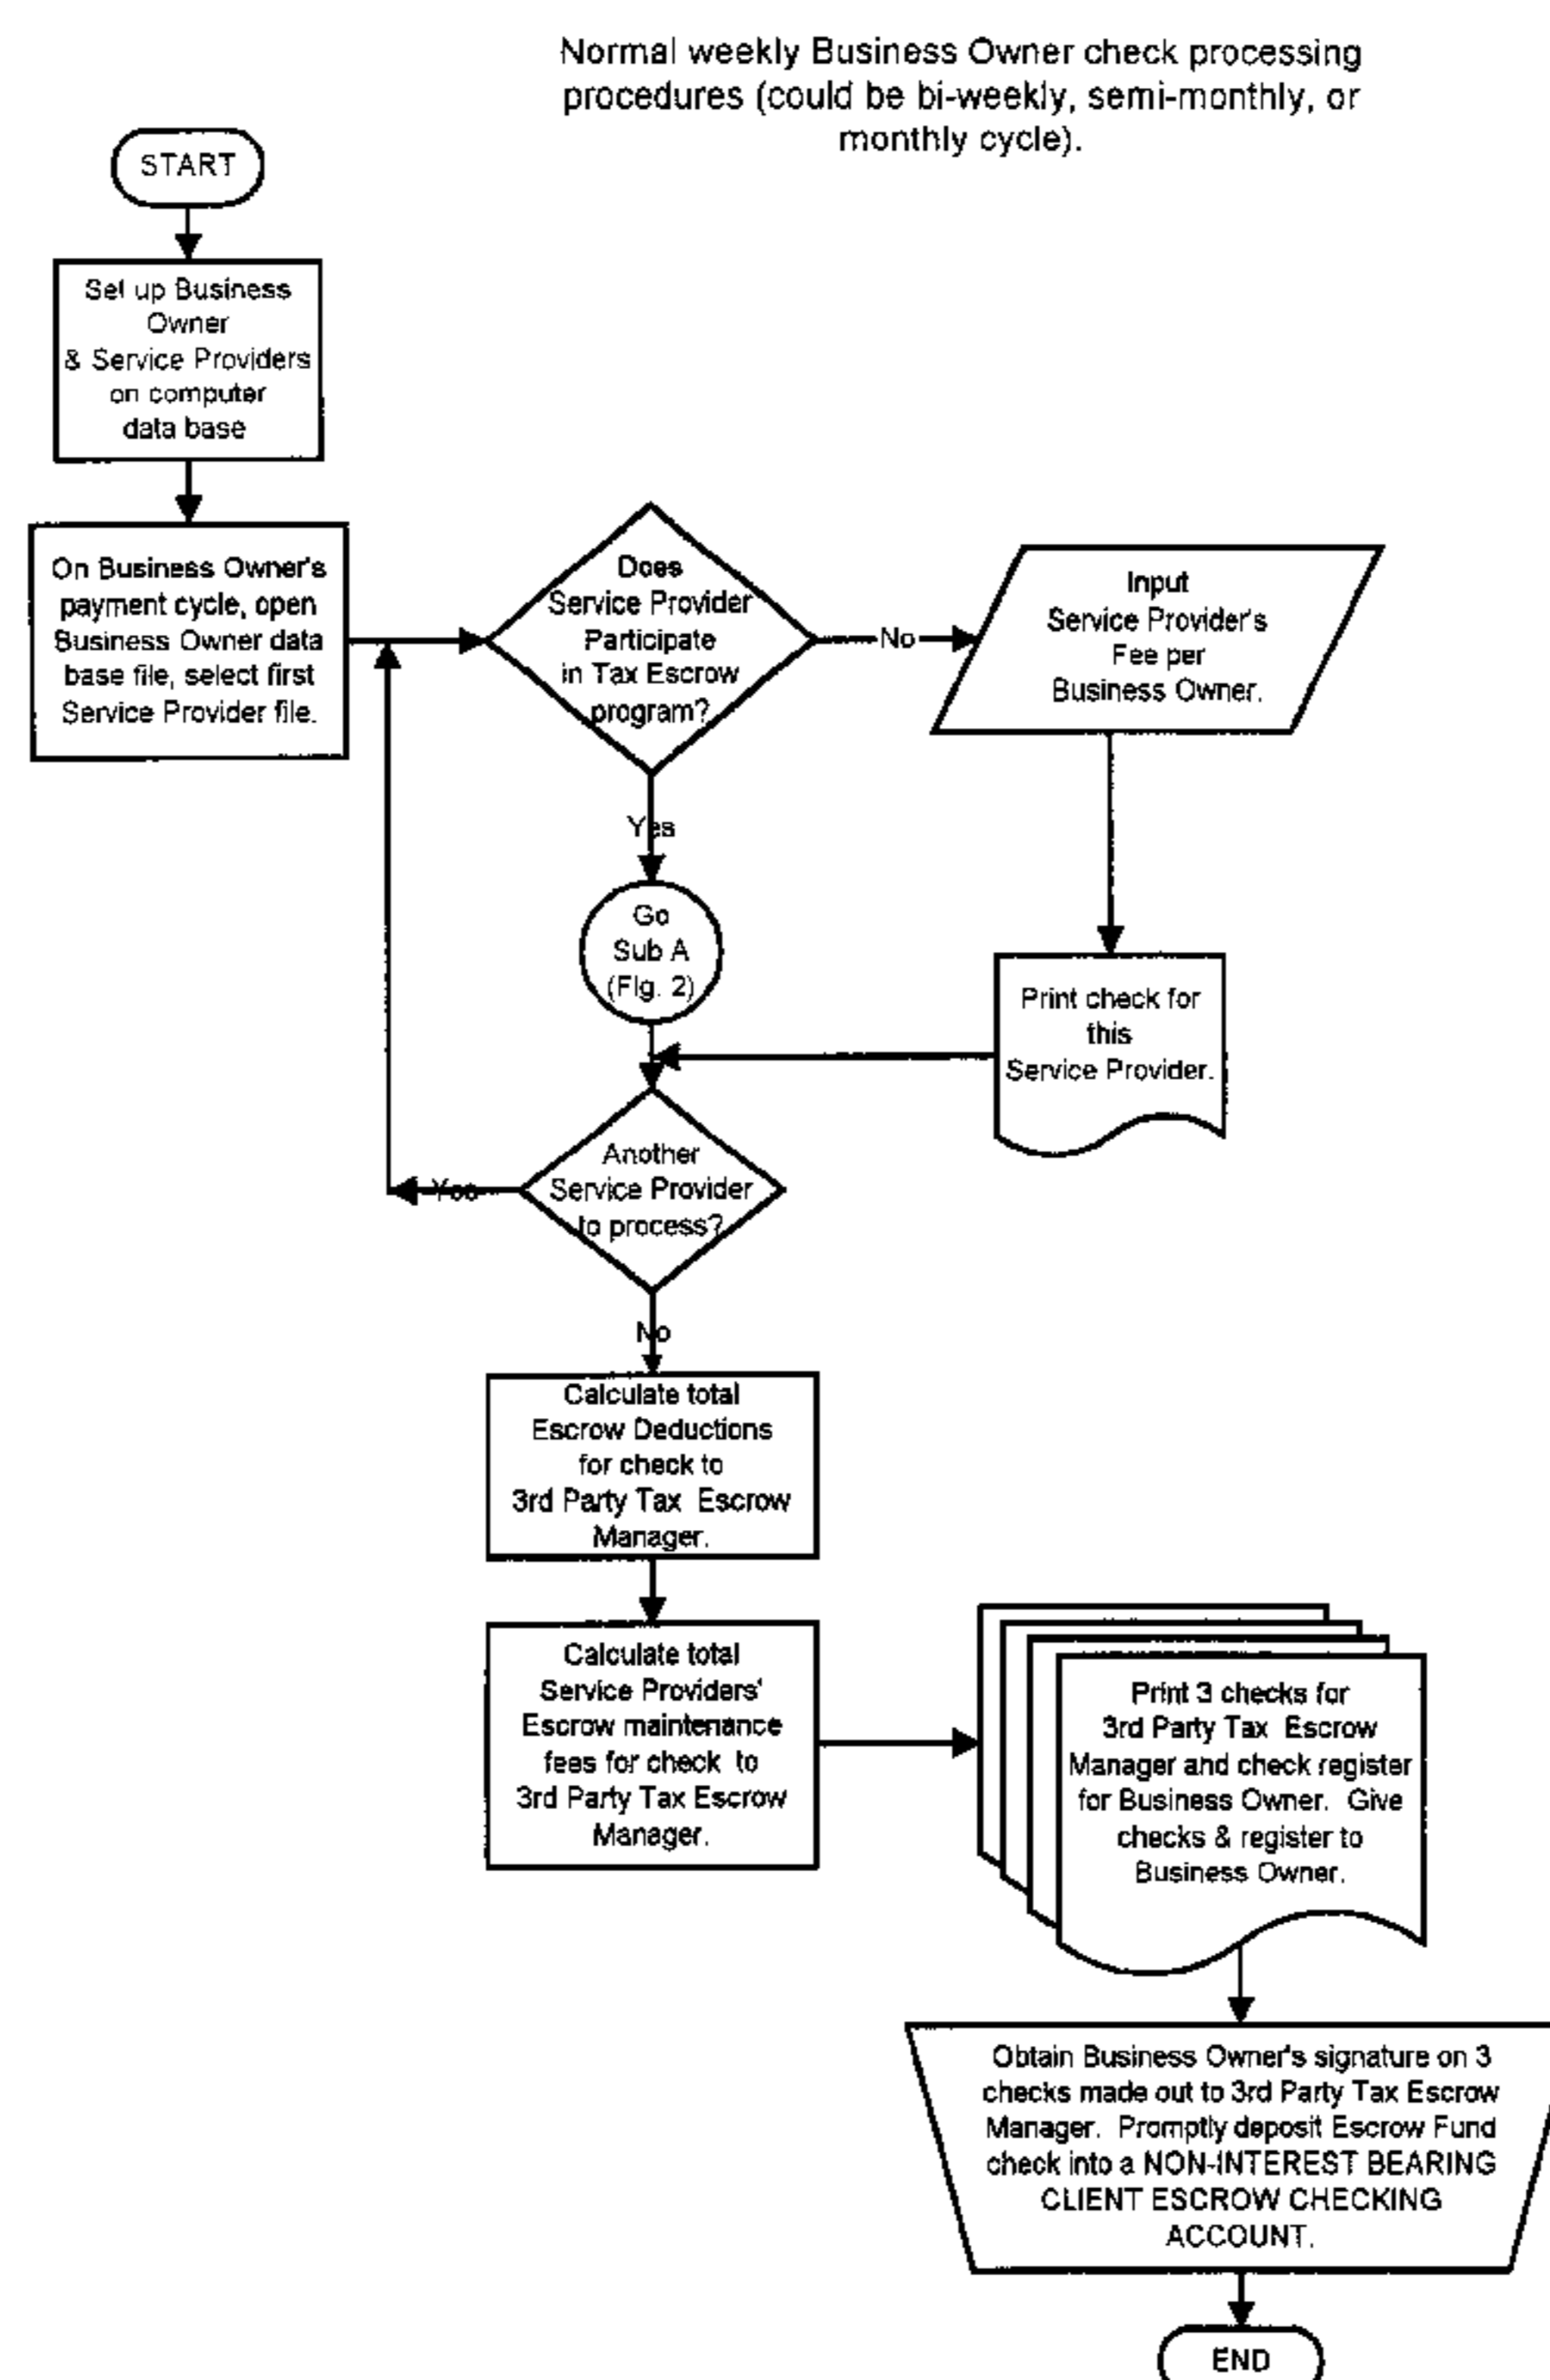 Normal weekly Business Owner check processing
procedures (could be bi-weekly, semi-monthly, or
monthly cycle).
START
Set up Business
Owner
& Service Providers
on computer
data base
On Business Owner's
payment cycle, open
Business Owner data
base file, select first
Service Provider file.
Does
Service Provider
Participate
in Tax Escrow
program?
No
Input
Service Provider's
Fee per
Business Owner.
Yes
Go
Sub A
(Fig. 2)
Print check for
this
Service Provider.
Another
Service Provider
to process?
Yes
No
Calculate total
Escrow Deductions
for check to
3rd Party Tax Escrow
Manager.
Calculate total
Service Providers'
Escrow maintenance
fees for check to
3rd Party Tax Escrow
Manager.
Print 3 checks for
3rd Party Tax Escrow
Manager and check register
for Business Owner. Give
checks & register to
Business Owner.
Obtain Business Owner's signature on 3
checks made out to 3rd Party Tax Escrow
Manager. Promptly deposit Escrow Fund
check into a NON-INTEREST BEARING
CLIENT ESCROW CHECKING
ACCOUNT.
END